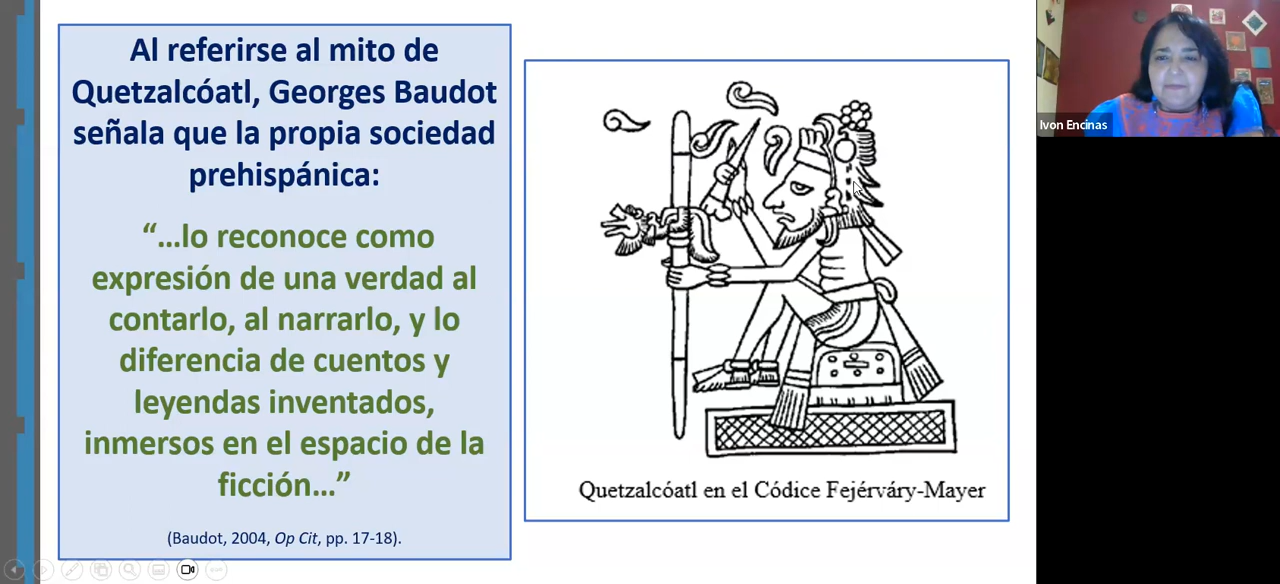 Al referirse al mito de
Quetzalcóatl, Georges Baudot
señala que la propia sociedad
prehispánica:
“...lo reconoce como
expresión de una verdad al
contarlo, al narrarlo, y lo
diferencia de cuentos y
leyendas inventados,
inmersos en el espacio de la
ficción...”
(Baudot, 2004, Op Cit, pp. 17-18).
Quetzalcóatl en el Códice Fejérváry-Mayer
Ivon Encinas